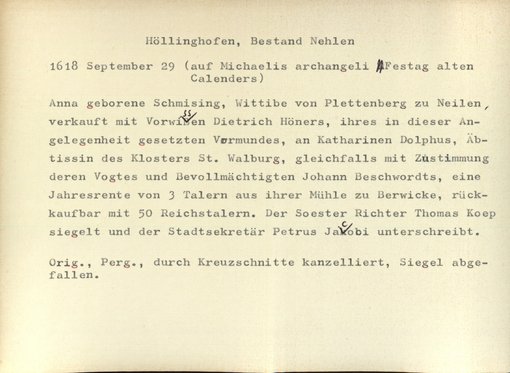 Höllinghofen, Bestand Nehlen
1618 September 29 (auf Michaelis archangeli Festag alten
Calenders)
Anna geborene Schmising, Wittibe von Plettenberg zu Neilen,
verkauft mit Vorwissen Dietrich Höners, ihres in dieser An-
gelegenheit gesetzten Vormundes, an Katharinen Dolphus, Äb-
tissin des Klosters St. Walburg, gleichfalls mit Zustimmung
deren Vogtes und Bevollmächtigten Johann Beschwordts, eine
Jahresrente von 3 Talern aus ihrer Mühle zu Berwicke, rück-
kaufbar mit 50 Reichstalern. Der Soester Richter Thomas Koep
siegelt und der Stadtsekretär Petrus Jacobi unterschreibt.
Orig., Perg., durch Kreuzschnitte kanzelliert, Siegel abge-
fallen.